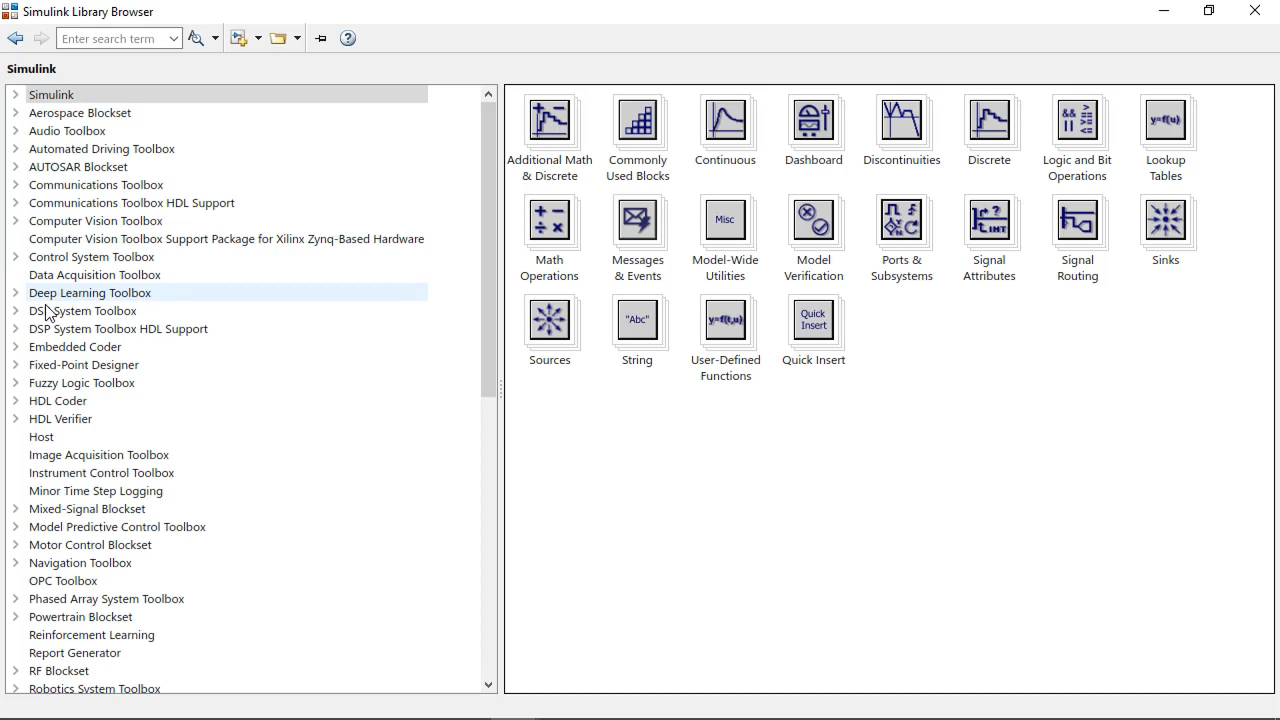 Simulink Library Browser
Enter search term
Simulink
Simulink
Aerospace Blockset
Audio Toolbox
Automated Driving Toolbox
AUTOSAR Blockset
Communications Toolbox
Communications Toolbox HDL Support
Computer Vision Toolbox
Computer Vision Toolbox Support Package for Xilinx Zynq-Based Hardware
Control System Toolbox
Data Acquisition Toolbox
Deep Learning Toolbox
DSP System Toolbox
DSP System Toolbox HDL Support
Embedded Coder
Fixed-Point Designer
Fuzzy Logic Toolbox
HDL Coder
HDL Verifier
Host
Image Acquisition Toolbox
Instrument Control Toolbox
Minor Time Step Logging
Mixed-Signal Blockset
Model Predictive Control Toolbox
Motor Control Blockset
Navigation Toolbox
OPC Toolbox
Phased Array System Toolbox
Powertrain Blockset
Reinforcement Learning
Report Generator
RF Blockset
Robotics System Toolbox
y=f(u)
Additional Math
& Discrete
Commonly
Used Blocks
Continuous
Dashboard
Discontinuities
Discrete
Logic and Bit
Operations
Lookup
Tables
Misc
INT
Math
Operations
Messages
& Events
Model-Wide
Utilities
Model
Verification
Ports &
Subsystems
Signal
Attributes
Signal
Routing
Sinks
"Abc"
y=f(t,u)
Quick
Insert
Sources
String
User-Defined
Functions
Quick Insert